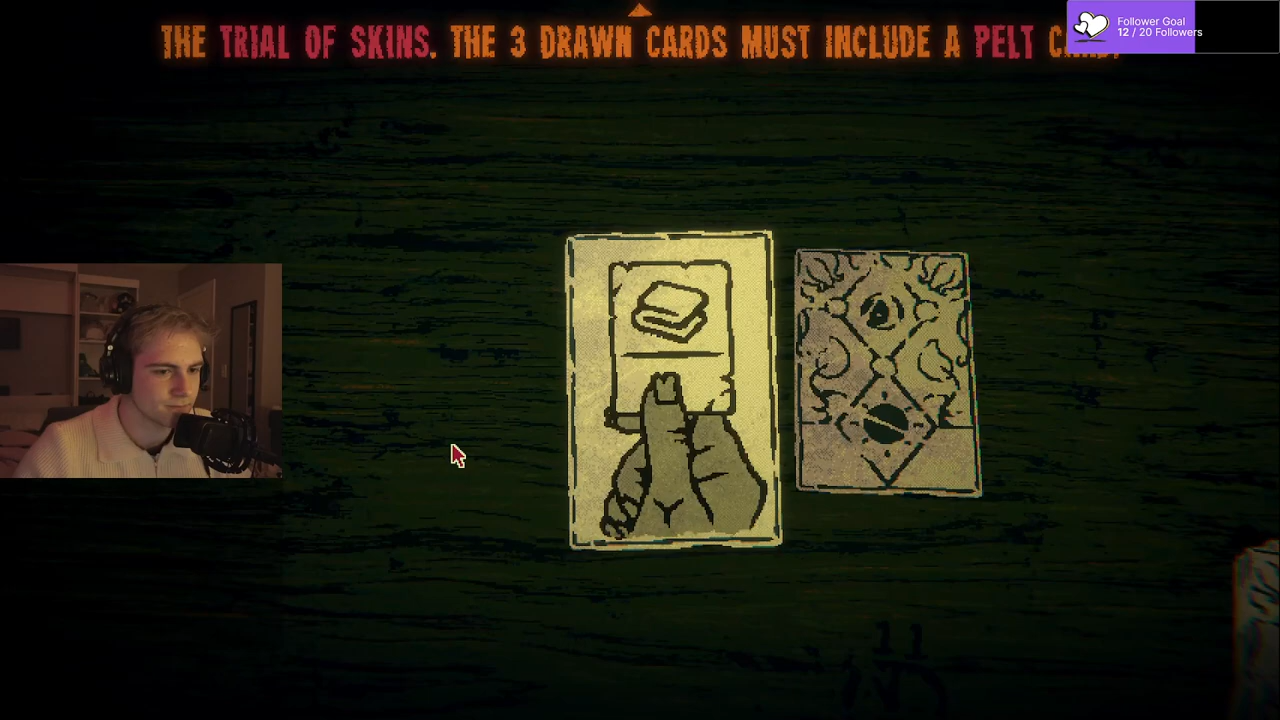 THE TRIAL OF SKINS. THE 3 DRAWN CARDS MUST INCLUDE A PELT
Follower Goal
12 / 20 Followers